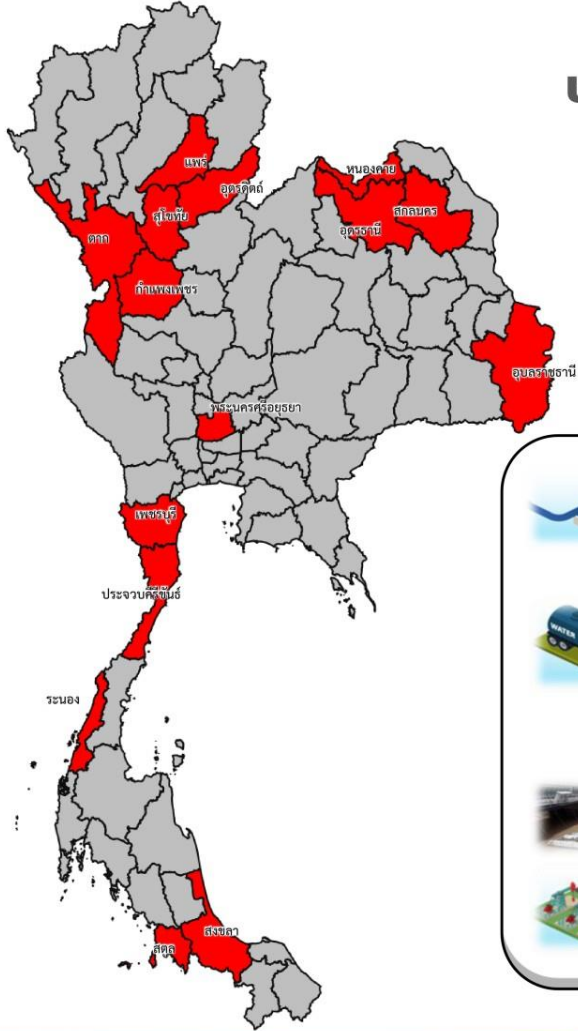 แพร่
อุตรดิตถ์
สุโขทัย
ตาก
กำแพงเพชร
หนองคาย
สกลนคร
อุดรธานี
อุบลราชธานี
พระนครศรีอยุธยา
เพชรบุรี
ประจวบคีรีขันธ์
ระนอง
สงขลา
สตูล
WATER